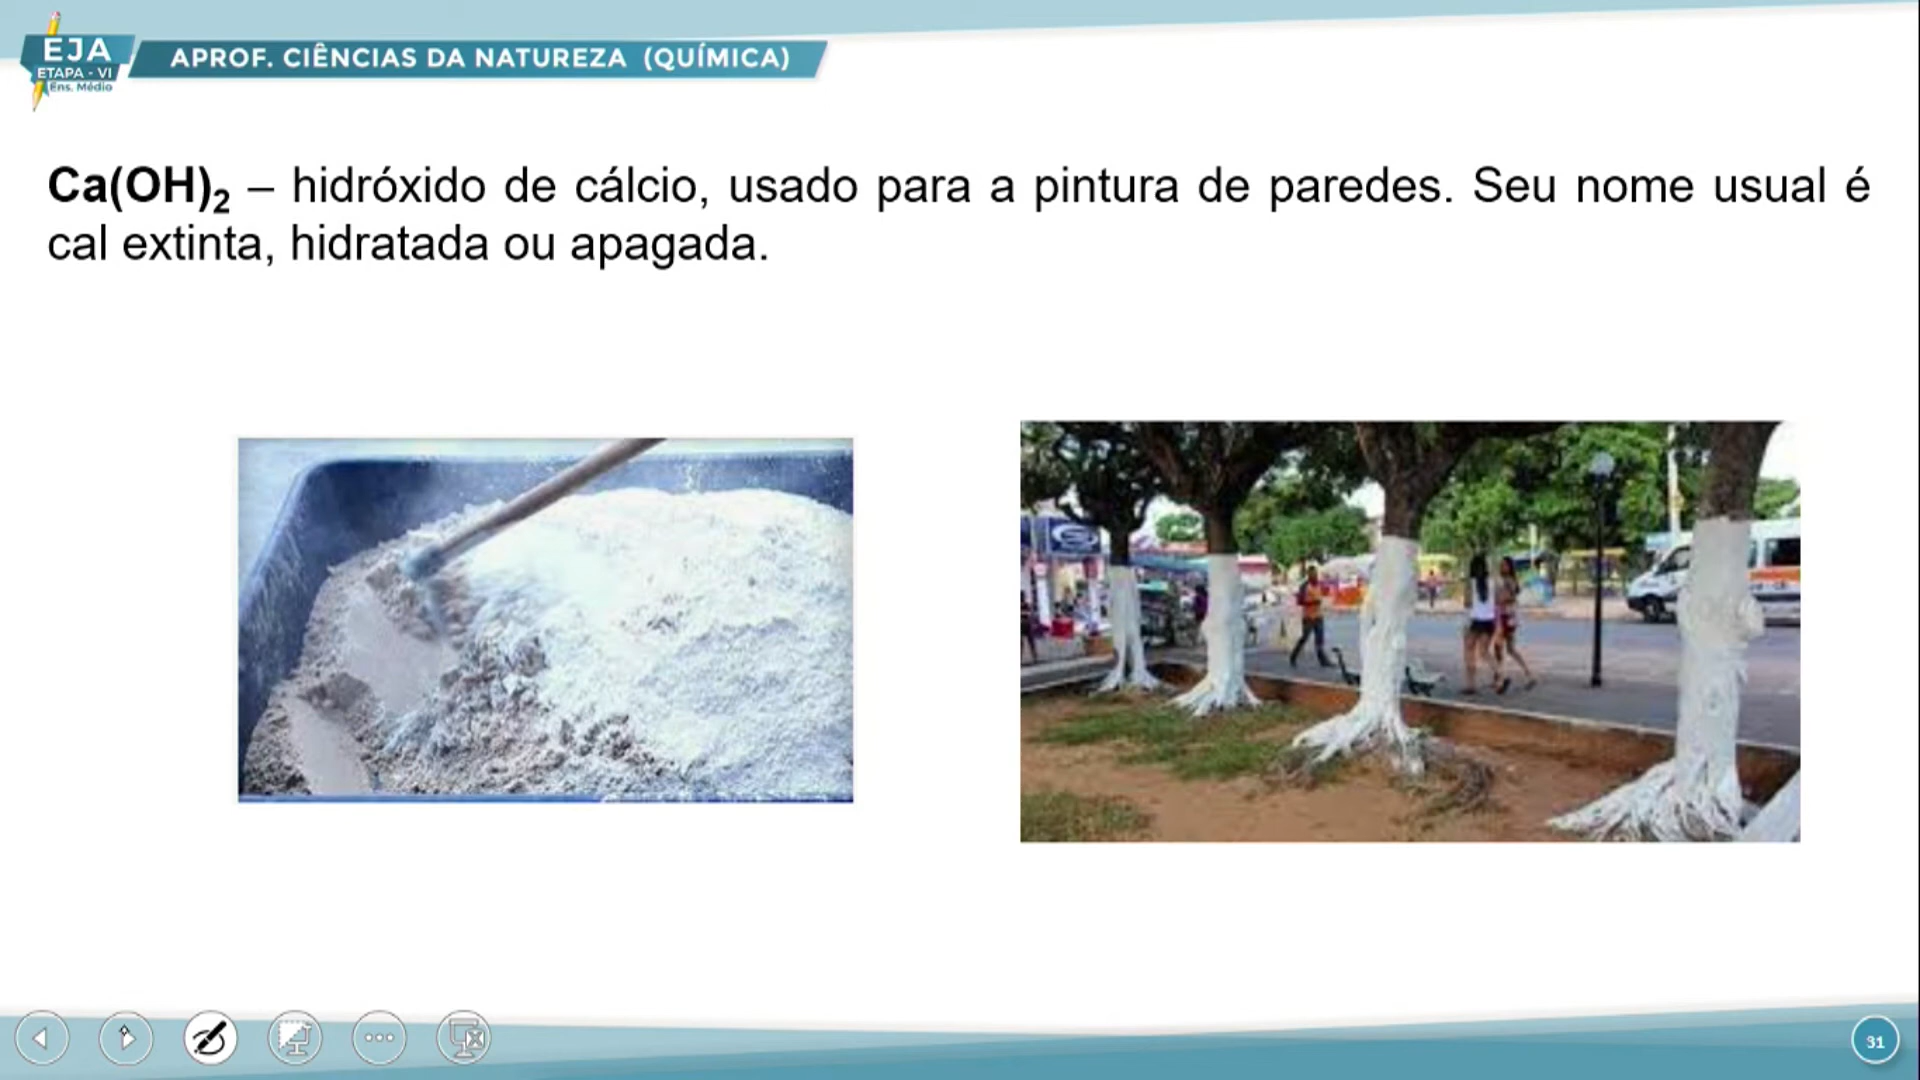 EJA
ETAPA - VI
Ens. Médio
APROF. CIÊNCIAS DA NATUREZA (QUÍMICA)
Ca(OH)₂ – hidróxido de cálcio, usado para a pintura de paredes. Seu nome usual é
cal extinta, hidratada ou apagada.
31